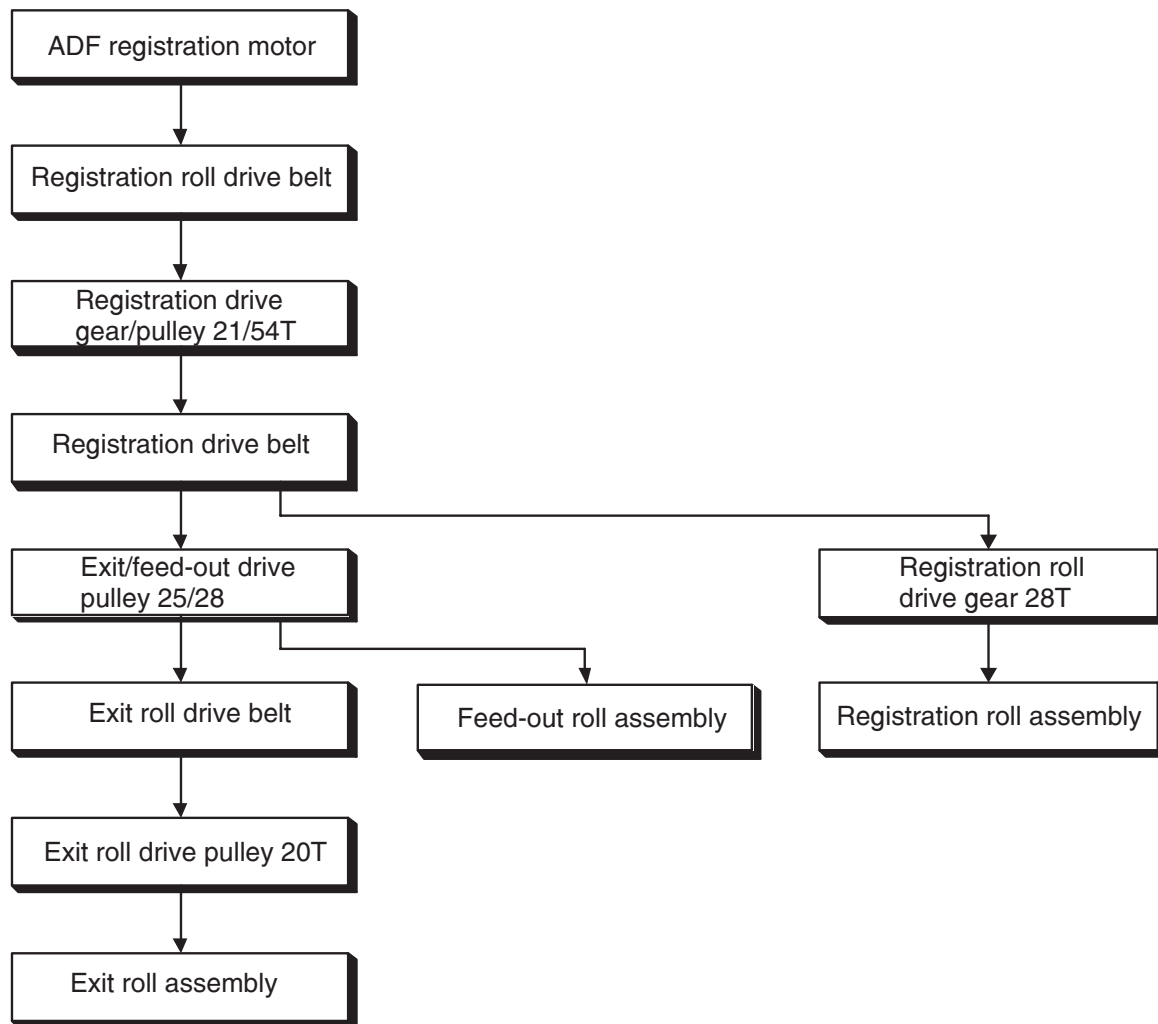 ADF registration motor
Registration roll drive belt
Registration drive
gear/pulley 21/54T
Registration drive belt
Exit/feed-out drive
pulley 25/28
Registration roll
drive gear 28T
Exit roll drive belt
Feed-out roll assembly
Registration roll assembly
Exit roll drive pulley 20T
Exit roll assembly